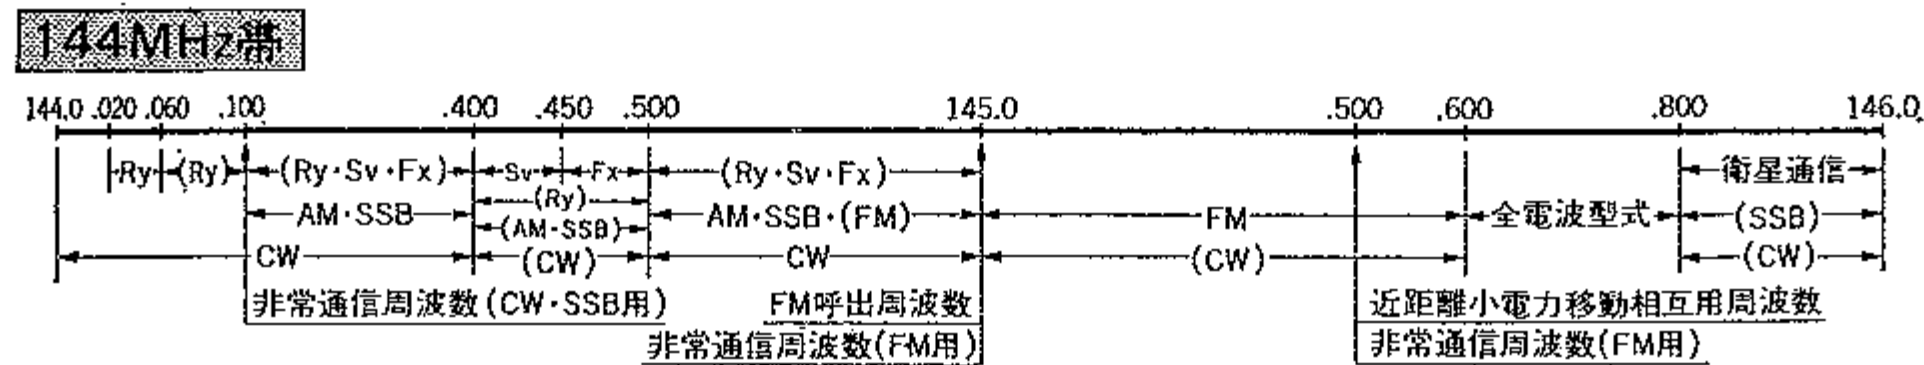 144MHz帯
144.0 .020 .060 .100 .400 .450 .500 145.0 .500 .600 .800 146.0
Ry (Ry) (Ry・Sv・Fx) Sv Fx (Ry・Sv・Fx) 衛星通信
(Ry)
AM・SSB (AM・SSB) AM・SSB・(FM) FM 全電波型式 (SSB)
CW (CW) CW (CW) (CW)
非常通信周波数(CW・SSB用) FM呼出周波数 近距離小電力移動相互用周波数
非常通信周波数(FM用) 非常通信周波数(FM用)